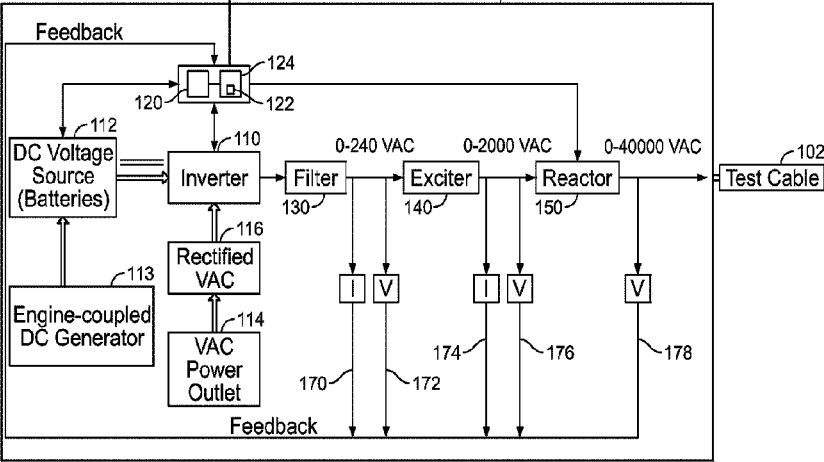 Feedback
124
120
122
112
DC Voltage
Source
(Batteries)
110
Inverter
0-240 VAC
0-2000 VAC
0-40000 VAC
102
Filter
130
Exciter
140
Reactor
150
Test Cable
116
Rectified
VAC
113
Engine-coupled
DC Generator
114
VAC
Power
Outlet
I
V
I
V
V
170
172
174
176
178
Feedback